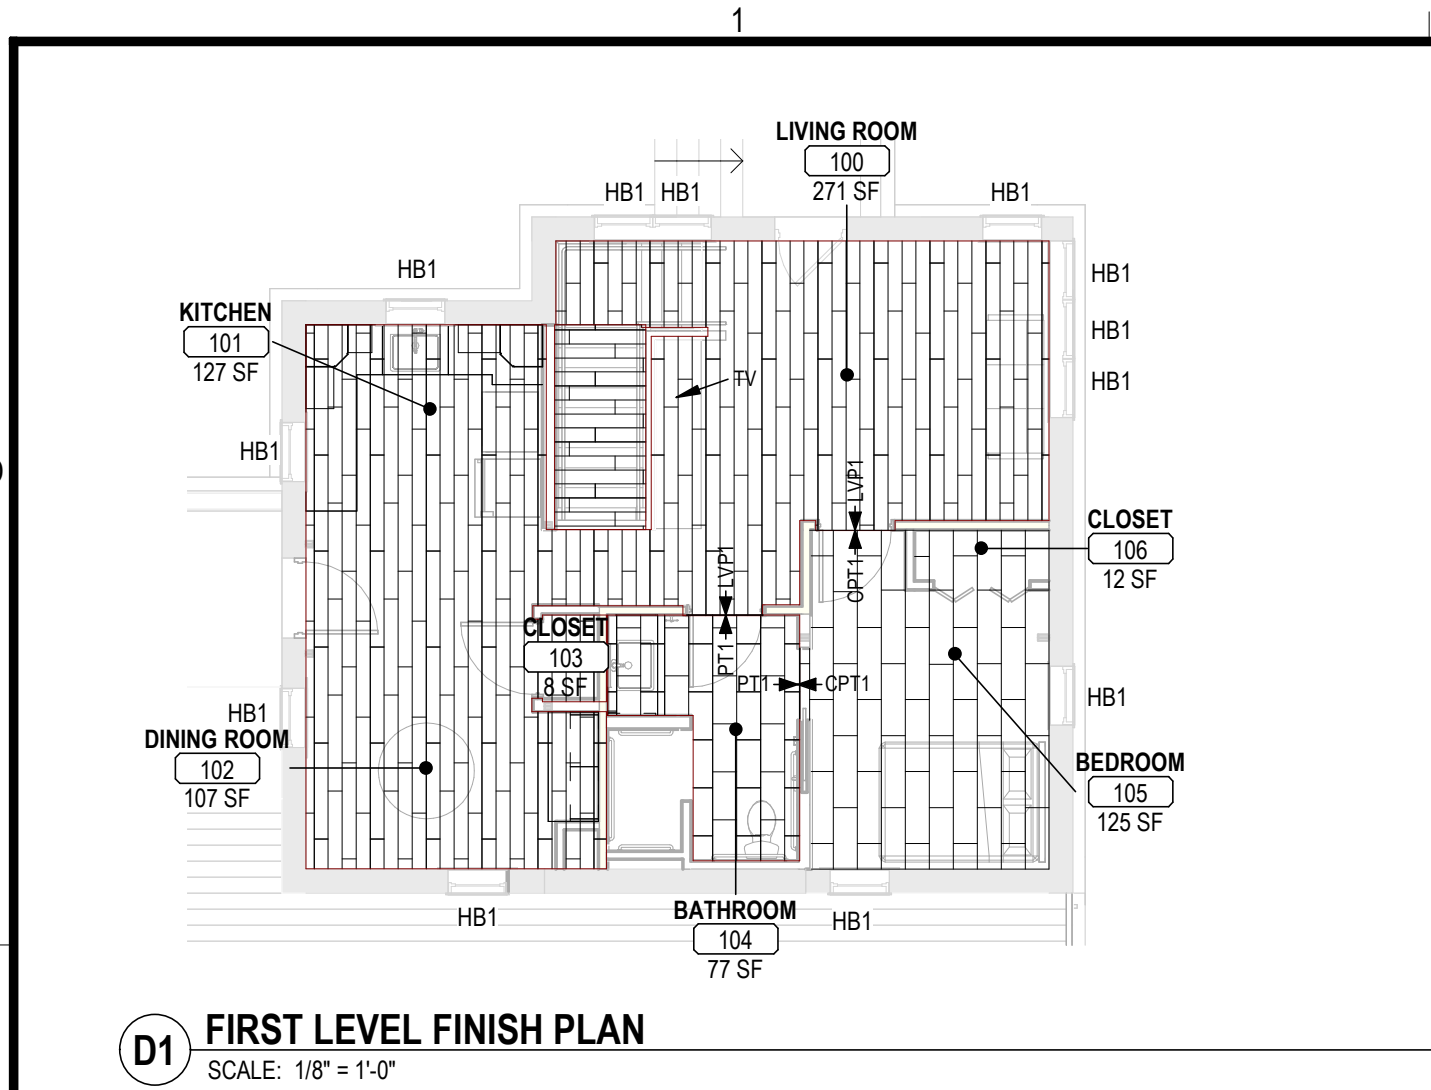 1
LIVING ROOM
100
271 SF
HB1 HB1
HB1
HB1
HB1
HB1
HB1
KITCHEN
101
127 SF
TV
HB1
LVP1
CPT1
CLOSET
106
12 SF
LVP1
PT1
CLOSET
103
8 SF
PT1
CPT1
HB1
HB1
DINING ROOM
102
107 SF
BEDROOM
105
125 SF
HB1
HB1
BATHROOM
104
77 SF
D1
FIRST LEVEL FINISH PLAN
SCALE: 1/8" = 1'-0"